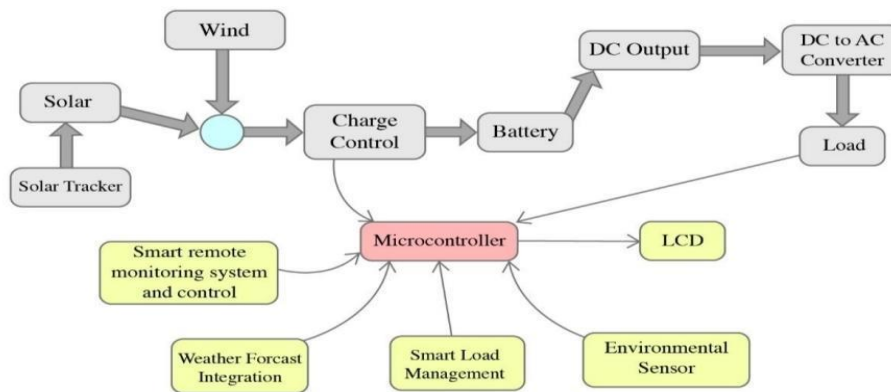 Wind
DC Output
DC to AC
Converter
Solar
Charge
Control
Battery
Load
Solar Tracker
Microcontroller
LCD
Smart remote
monitoring system
and control
Weather Forcast
Integration
Smart Load
Management
Environmental
Sensor